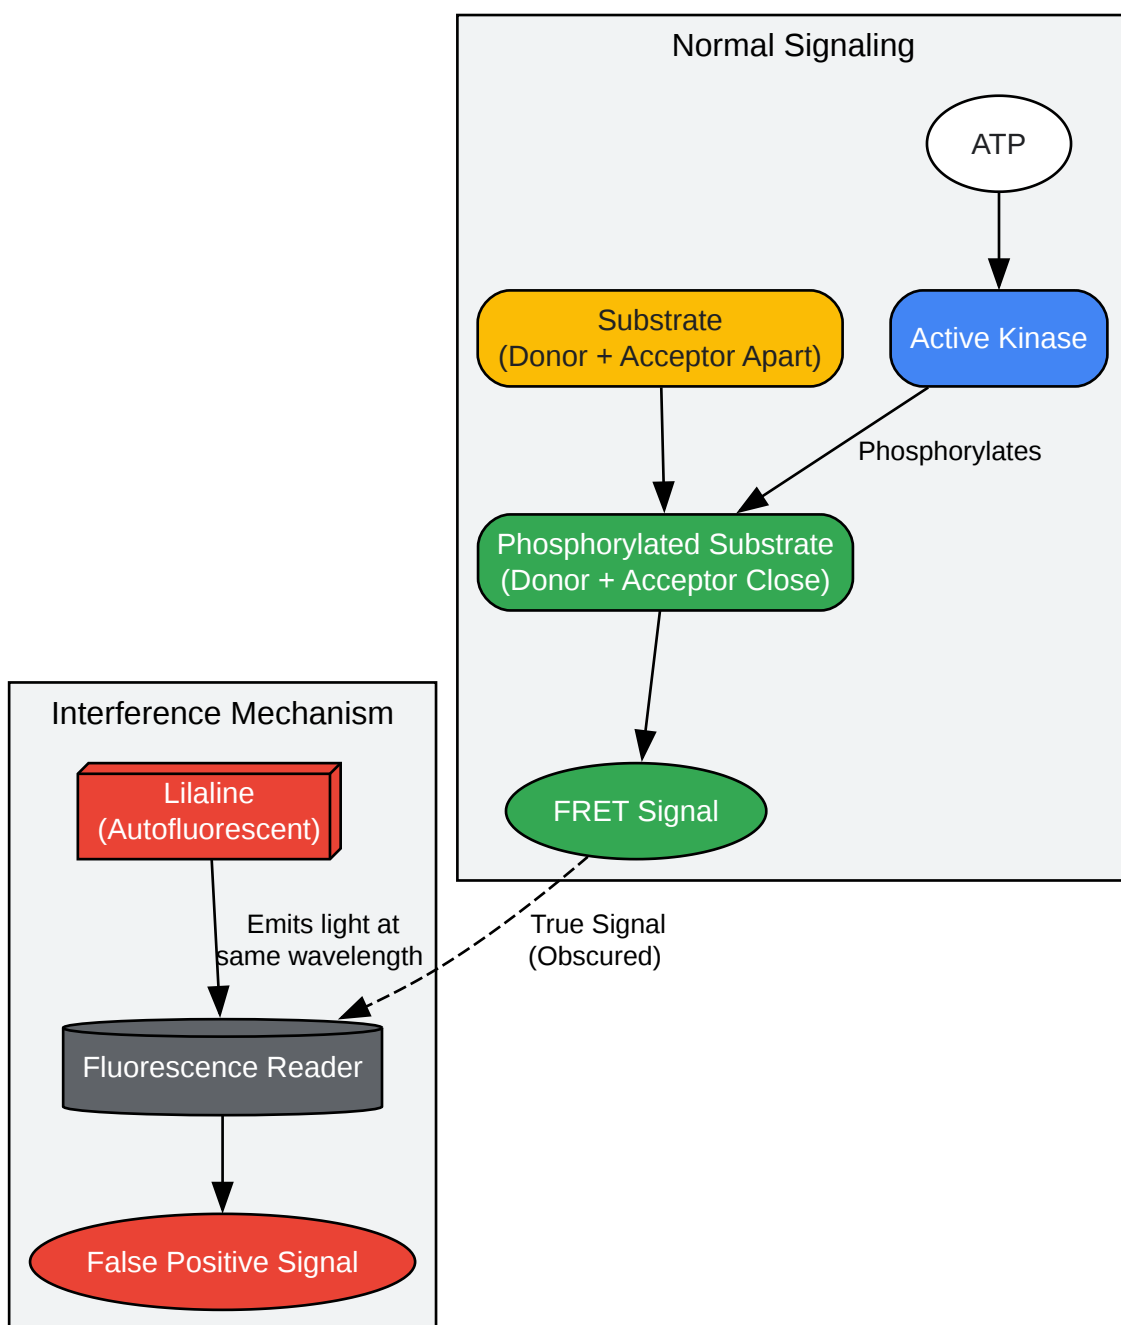 Normal Signaling
ATP
Substrate
(Donor + Acceptor Apart)
Active Kinase
Phosphorylates
Phosphorylated Substrate
(Donor + Acceptor Close)
FRET Signal
Interference Mechanism
Lilaline
(Autofluorescent)
Emits light at
same wavelength
True Signal
(Obscured)
Fluorescence Reader
False Positive Signal